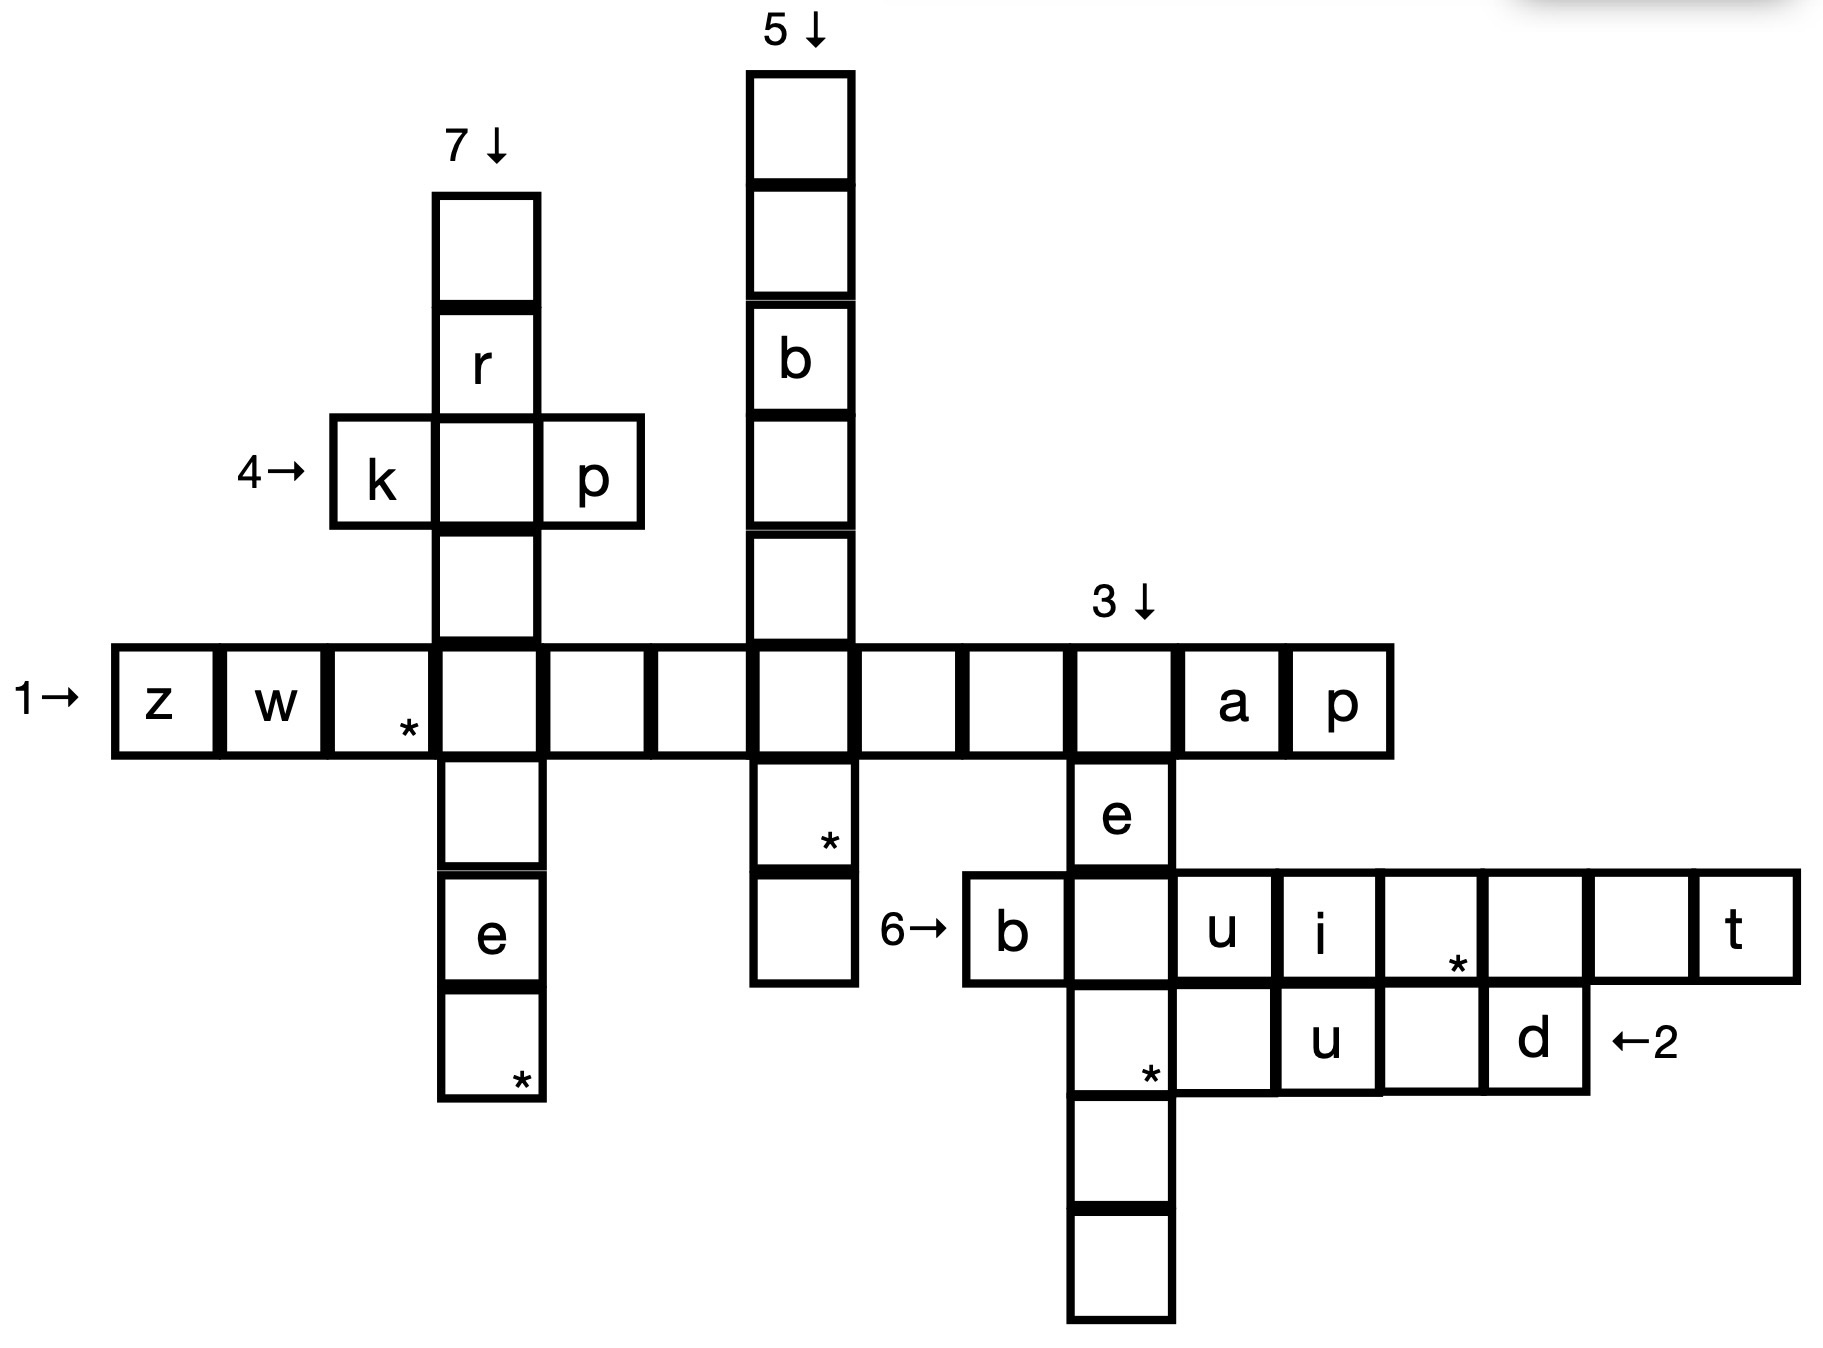 5 ↓
7 ↓
r
b
4→ k p
3 ↓
1→ z w * a p
e
*
e
6→ b u i * t
* * u d ←2